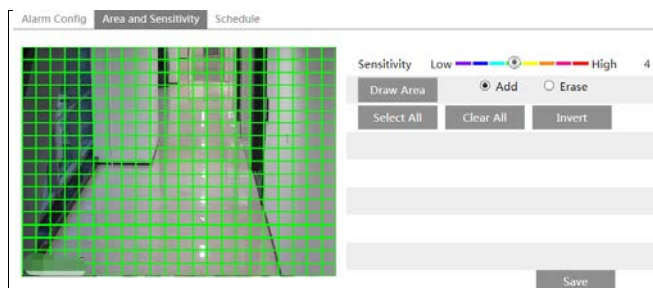 Alarm Config Area and Sensitivity Schedule
Sensitivity Low High 4
Draw Area Add Erase
Select All Clear All Invert
Save